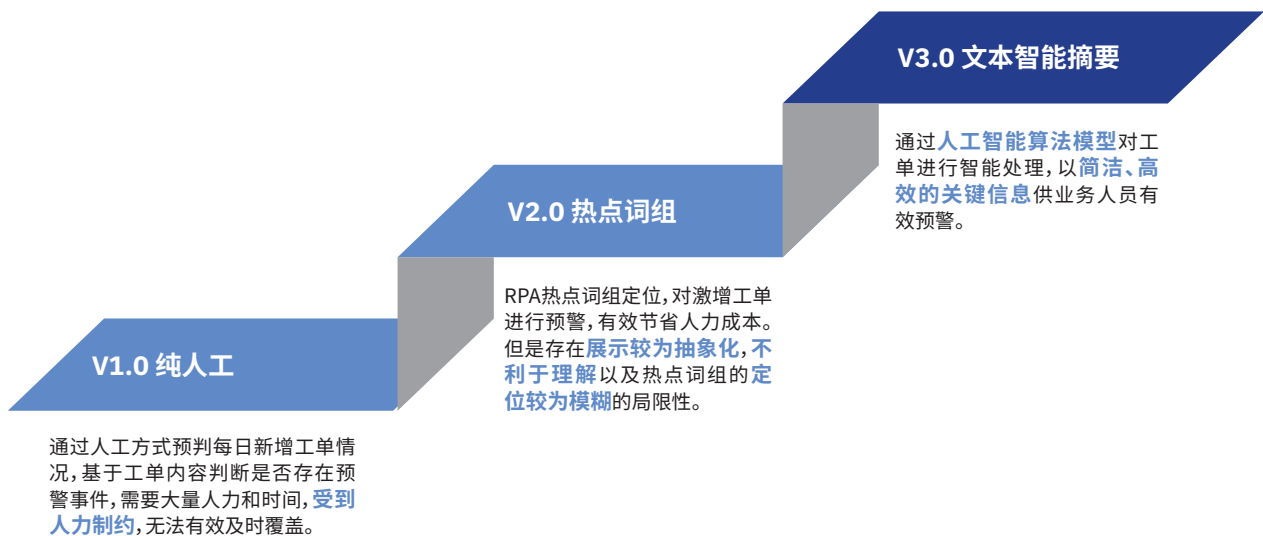 V3.0 文本智能摘要
通过人工智能算法模型对工
单进行智能处理，以简洁、高
效的关键信息供业务人员有
效预警。
V2.0 热点词组
RPA热点词组定位，对激增工单
进行预警，有效节省人力成本。
但是存在展示较为抽象化，不
利于理解以及热点词组的定
位较为模糊的局限性。
V1.0 纯人工
通过人工方式预判每日新增工单情
况，基于工单内容判断是否存在预
警事件，需要大量人力和时间，受到
人力制约，无法有效及时覆盖。